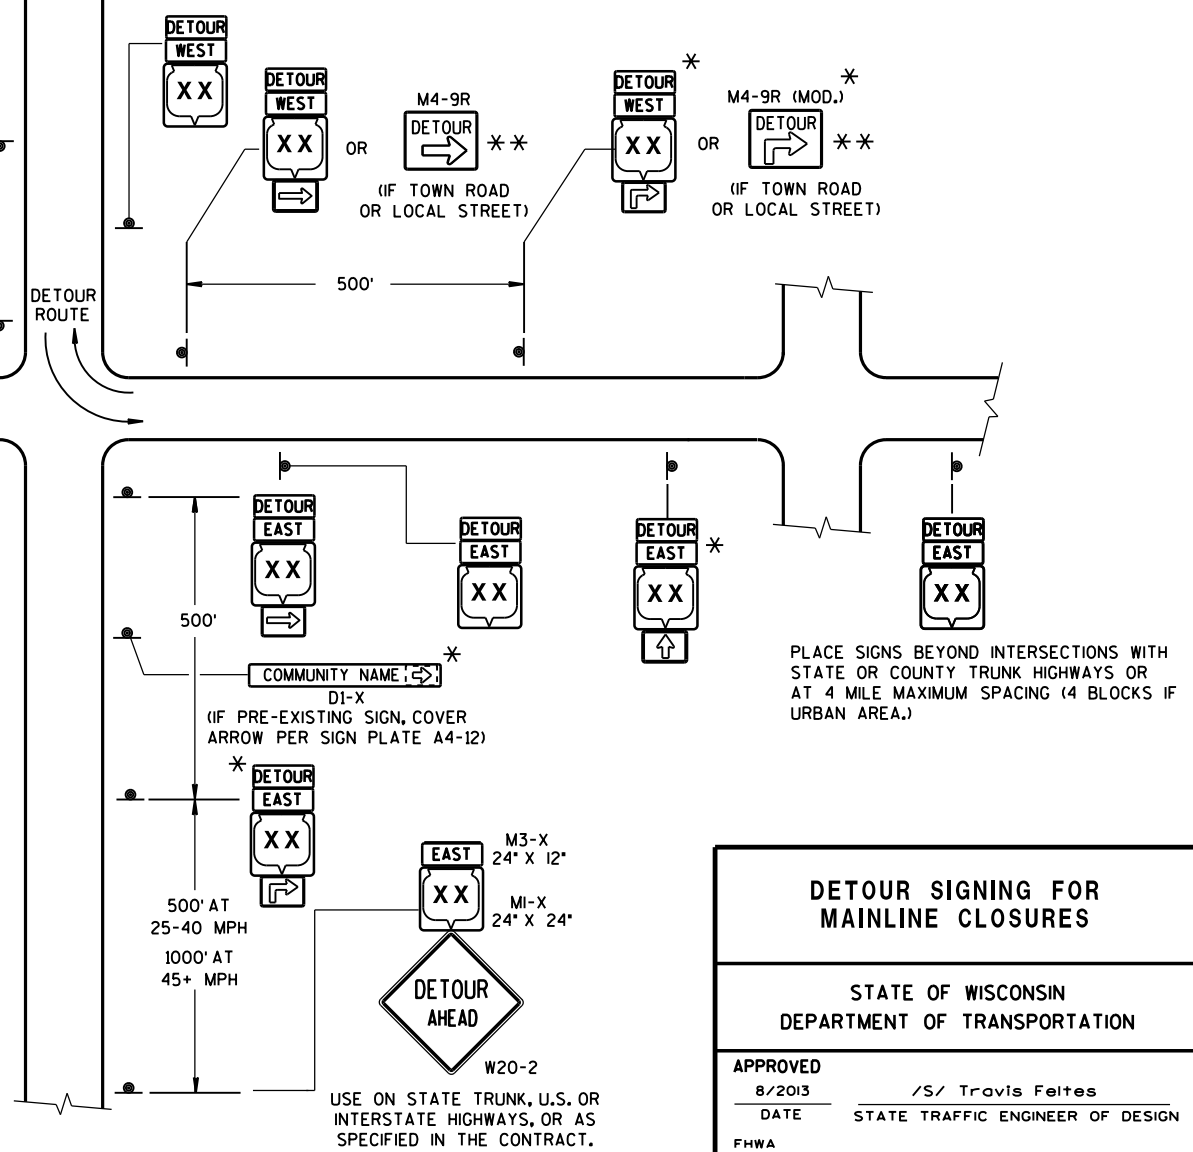 DETOUR
WEST
XX
DETOUR
WEST
XX
OR
M4-9R
DETOUR
**
(IF TOWN ROAD
OR LOCAL STREET)
DETOUR
*
WEST
XX
OR
*
M4-9R (MOD.)
DETOUR
**
(IF TOWN ROAD
OR LOCAL STREET)
500'
DETOUR
ROUTE
DETOUR
EAST
XX
DETOUR
EAST
XX
DETOUR
EAST
*
XX
DETOUR
EAST
XX
500'
PLACE SIGNS BEYOND INTERSECTIONS WITH
STATE OR COUNTY TRUNK HIGHWAYS OR
AT 4 MILE MAXIMUM SPACING (4 BLOCKS IF
URBAN AREA.)
*
COMMUNITY NAME
D1-X
(IF PRE-EXISTING SIGN, COVER
ARROW PER SIGN PLATE A4-12)
*
DETOUR
EAST
XX
500' AT
25-40 MPH
1000' AT
45+ MPH
EAST
M3-X
24" X 12"
XX
M1-X
24" X 24"
DETOUR
AHEAD
W20-2
USE ON STATE TRUNK, U.S. OR
INTERSTATE HIGHWAYS, OR AS
SPECIFIED IN THE CONTRACT.
DETOUR SIGNING FOR
MAINLINE CLOSURES
STATE OF WISCONSIN
DEPARTMENT OF TRANSPORTATION
APPROVED
8/2013 /S/ Travis Feltes
DATE STATE TRAFFIC ENGINEER OF DESIGN
FHWA